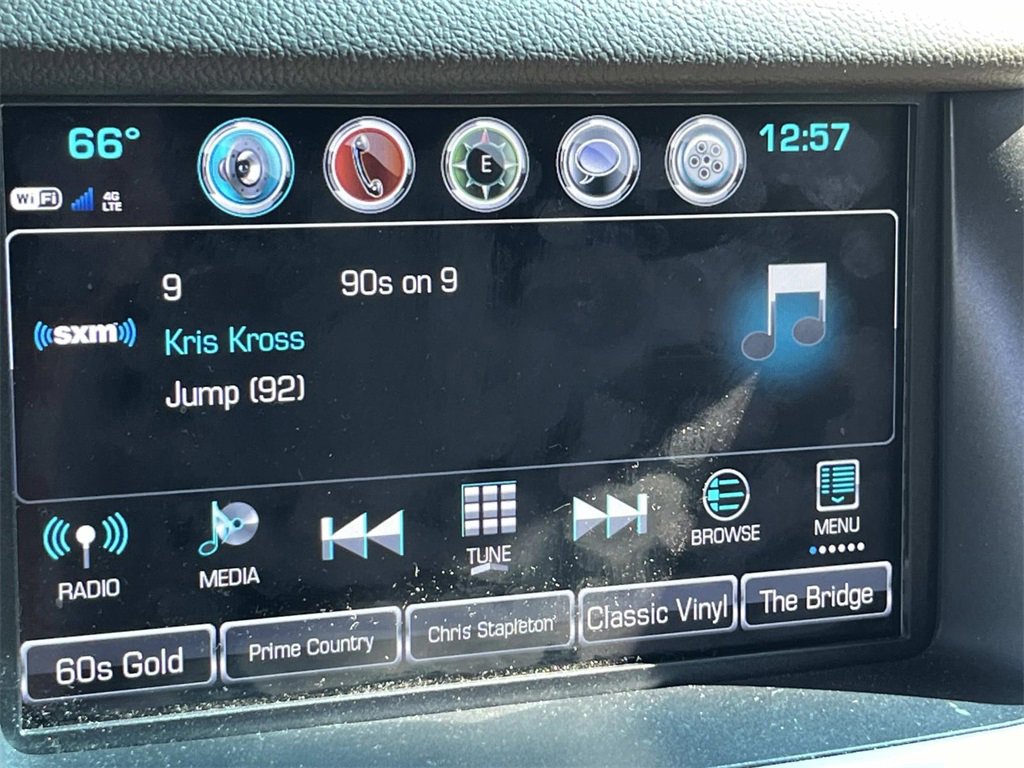 66°
12:57
WiFi
4G
LTE
E
9
90s on 9
sxm
Kris Kross
Jump (92)
RADIO
MEDIA
TUNE
BROWSE
MENU
60s Gold
Prime Country
Chris Stapleton
Classic Vinyl
The Bridge